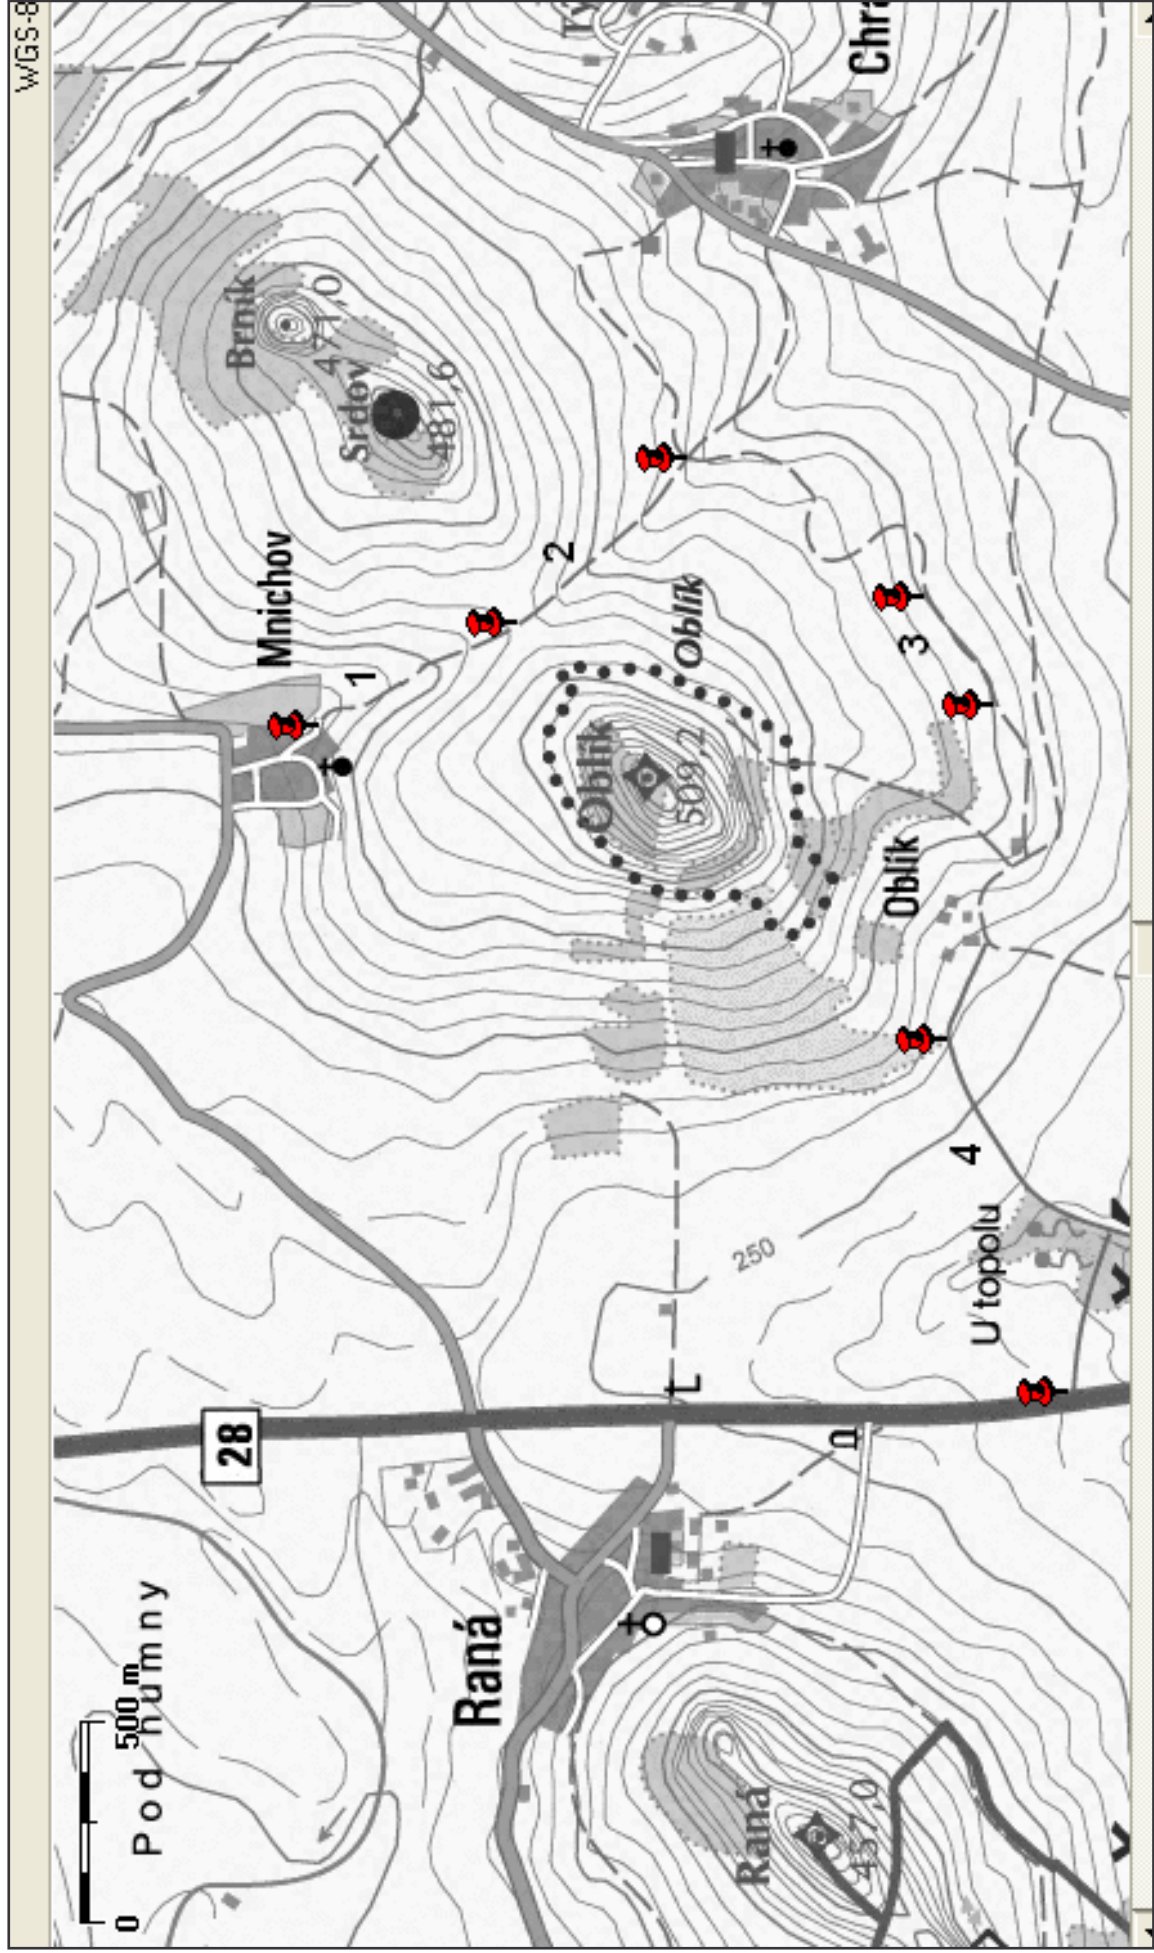 WGS-8
Pod humny
0
500 m
28
Raná
Raná
457,0
250
U topolu
4
Mnichov
1
2
3
Oblík
509,2
Oblík
Oblík
Brník
471,0
Srdov
481,6
Chra
Tý